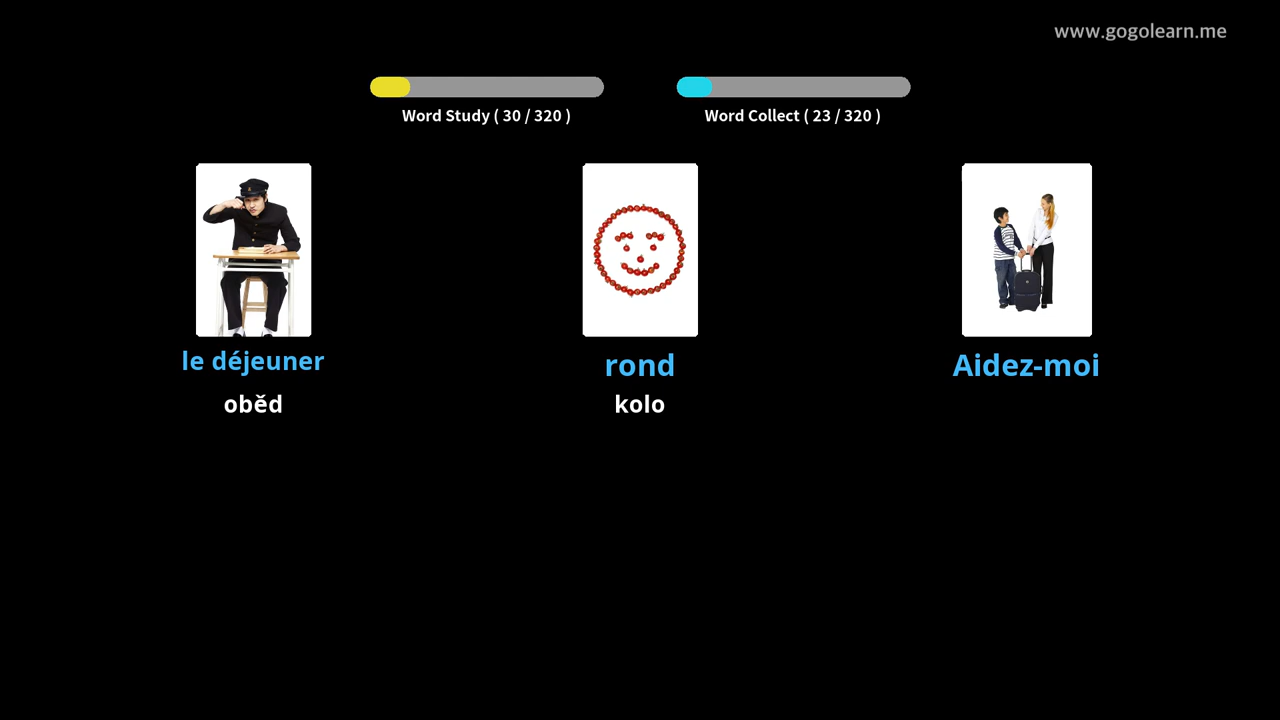 www.gogolearn.me
Word Study ( 30 / 320 )
Word Collect ( 23 / 320 )
le déjeuner
rond
Aidez-moi
oběd
kolo